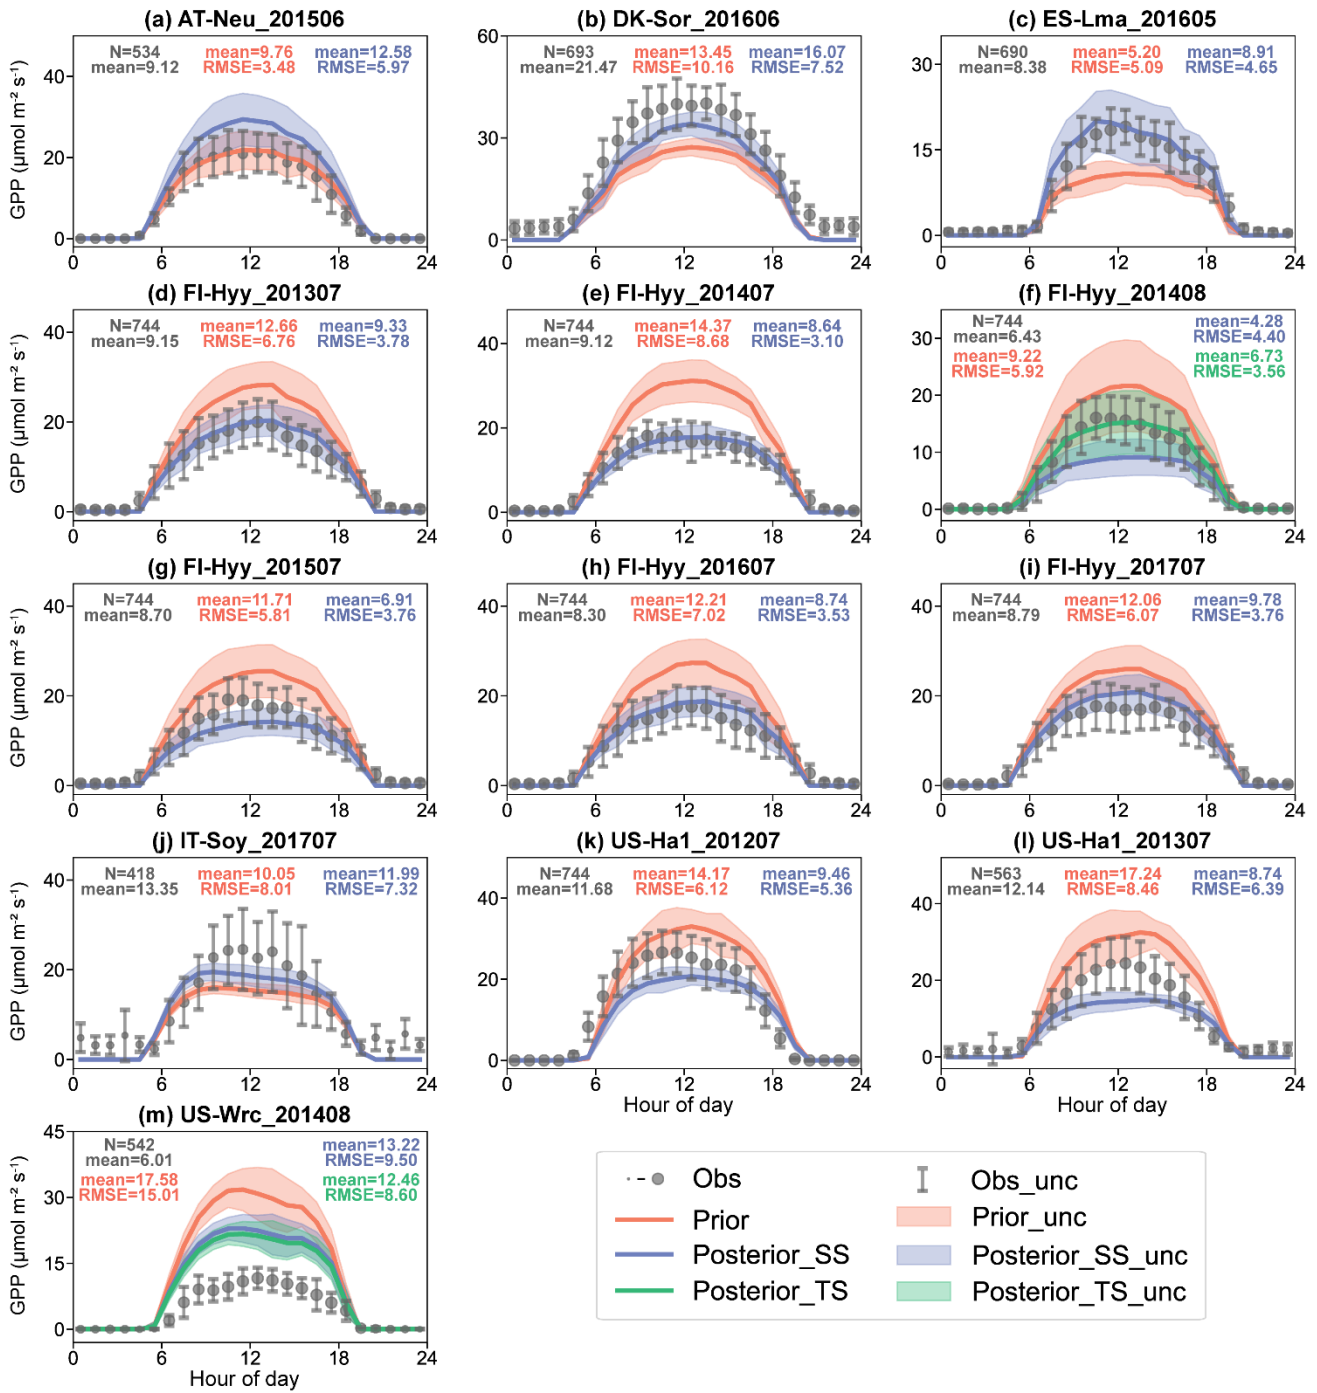 (a) AT-Neu_201506
N=534 mean=9.76 mean=12.58
mean=9.12 RMSE=3.48 RMSE=5.97
GPP (μmol m⁻² s⁻¹)
40
20
0
0 6 12 18 24
(b) DK-Sor_201606
N=693 mean=13.45 mean=16.07
mean=21.47 RMSE=10.16 RMSE=7.52
60
30
0
0 6 12 18 24
(c) ES-Lma_201605
N=690 mean=5.20 mean=8.91
mean=8.38 RMSE=5.09 RMSE=4.65
30
15
0
0 6 12 18 24
(d) FI-Hyy_201307
N=744 mean=12.66 mean=9.33
mean=9.15 RMSE=6.76 RMSE=3.78
GPP (μmol m⁻² s⁻¹)
40
20
0
0 6 12 18 24
(e) FI-Hyy_201407
N=744 mean=14.37 mean=8.64
mean=9.12 RMSE=8.68 RMSE=3.10
40
20
0
0 6 12 18 24
(f) FI-Hyy_201408
N=744 mean=4.28
mean=6.43 RMSE=4.40
mean=9.22 mean=6.73
RMSE=5.92 RMSE=3.56
30
20
10
0
0 6 12 18 24
(g) FI-Hyy_201507
N=744 mean=11.71 mean=6.91
mean=8.70 RMSE=5.81 RMSE=3.76
GPP (μmol m⁻² s⁻¹)
40
20
0
0 6 12 18 24
(h) FI-Hyy_201607
N=744 mean=12.21 mean=8.74
mean=8.30 RMSE=7.02 RMSE=3.53
40
20
0
0 6 12 18 24
(i) FI-Hyy_201707
N=744 mean=12.06 mean=9.78
mean=8.79 RMSE=6.07 RMSE=3.76
40
20
0
0 6 12 18 24
(j) IT-Soy_201707
N=418 mean=10.05 mean=11.99
mean=13.35 RMSE=8.01 RMSE=7.32
GPP (μmol m⁻² s⁻¹)
40
20
0
0 6 12 18 24
(k) US-Ha1_201207
N=744 mean=14.17 mean=9.46
mean=11.68 RMSE=6.12 RMSE=5.36
40
20
0
0 6 12 18 24
Hour of day
(l) US-Ha1_201307
N=563 mean=17.24 mean=8.74
mean=12.14 RMSE=8.46 RMSE=6.39
40
20
0
0 6 12 18 24
Hour of day
(m) US-Wrc_201408
N=542 mean=13.22
mean=6.01 RMSE=9.50
mean=17.58 mean=12.46
RMSE=15.01 RMSE=8.60
GPP (μmol m⁻² s⁻¹)
45
30
15
0
0 6 12 18 24
Hour of day
Obs Obs_unc
Prior Prior_unc
Posterior_SS Posterior_SS_unc
Posterior_TS Posterior_TS_unc